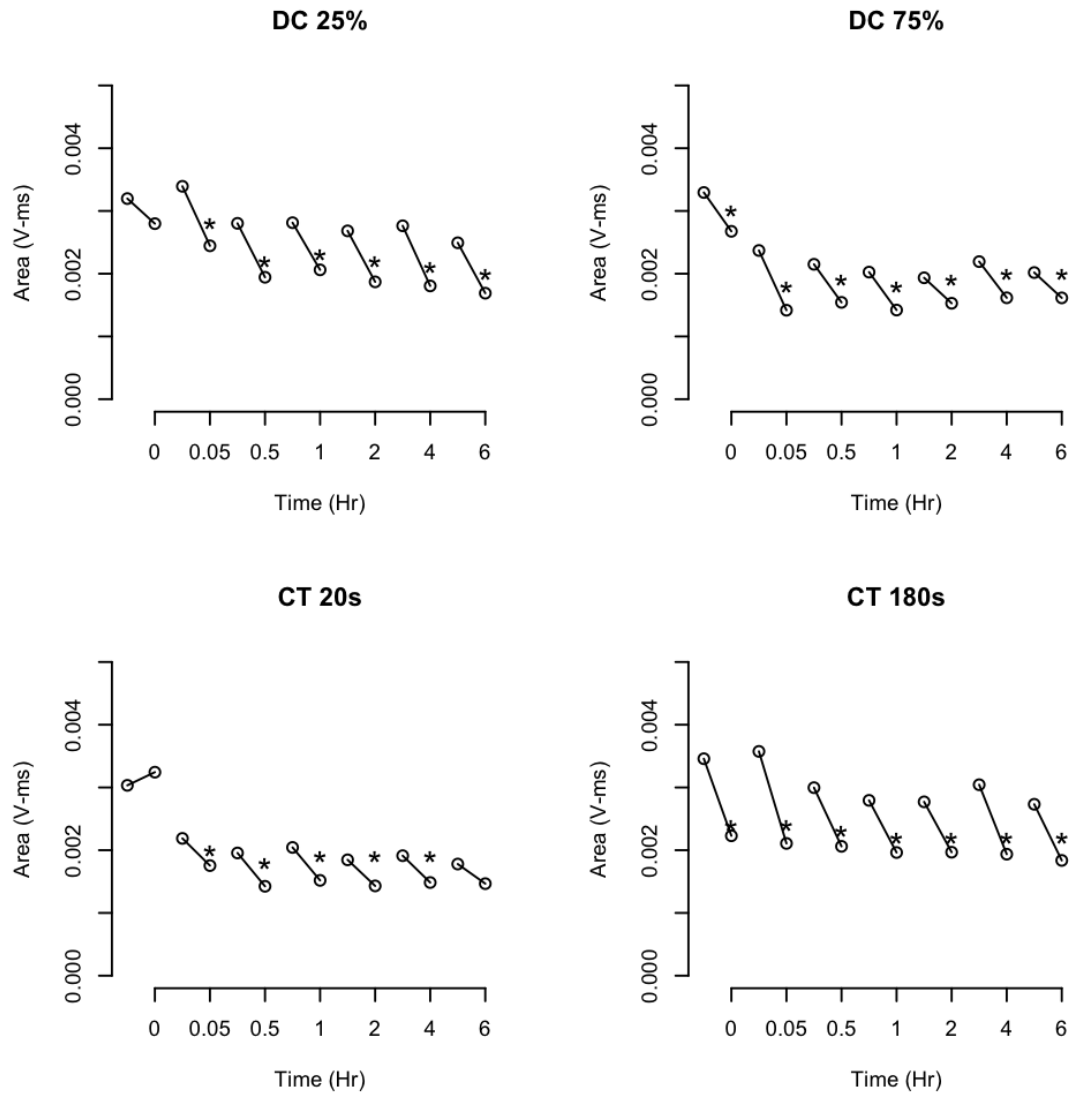 DC 25%
Area (V-ms)
0.004
0.002
0.000
* * * * * *
0 0.05 0.5 1 2 4 6
Time (Hr)
DC 75%
Area (V-ms)
0.004
0.002
0.000
* * * * * * *
0 0.05 0.5 1 2 4 6
Time (Hr)
CT 20s
Area (V-ms)
0.004
0.002
0.000
* * * * *
0 0.05 0.5 1 2 4 6
Time (Hr)
CT 180s
Area (V-ms)
0.004
0.002
0.000
* * * * * * *
0 0.05 0.5 1 2 4 6
Time (Hr)